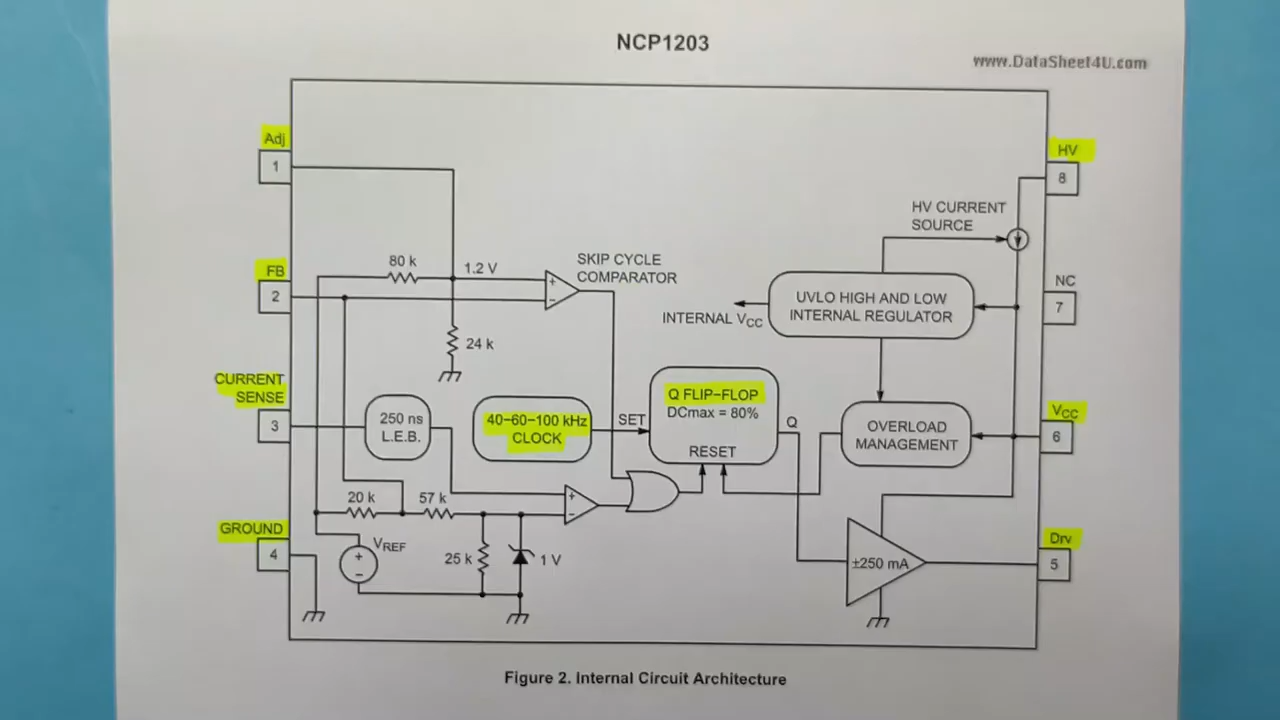 NCP1203
www.DataSheet4U.com
Adj
1
HV
8
HV CURRENT
SOURCE
FB
2
80 k
1.2 V
+
−
SKIP CYCLE
COMPARATOR
UVLO HIGH AND LOW
INTERNAL REGULATOR
INTERNAL VCC
NC
7
24 k
CURRENT
SENSE
3
250 ns
L.E.B.
40−60−100 kHz
CLOCK
SET
Q FLIP−FLOP
DCmax = 80%
RESET
Q
OVERLOAD
MANAGEMENT
VCC
6
20 k
57 k
+
−
GROUND
4
VREF
+
−
25 k
1 V
±250 mA
Drv
5
Figure 2. Internal Circuit Architecture